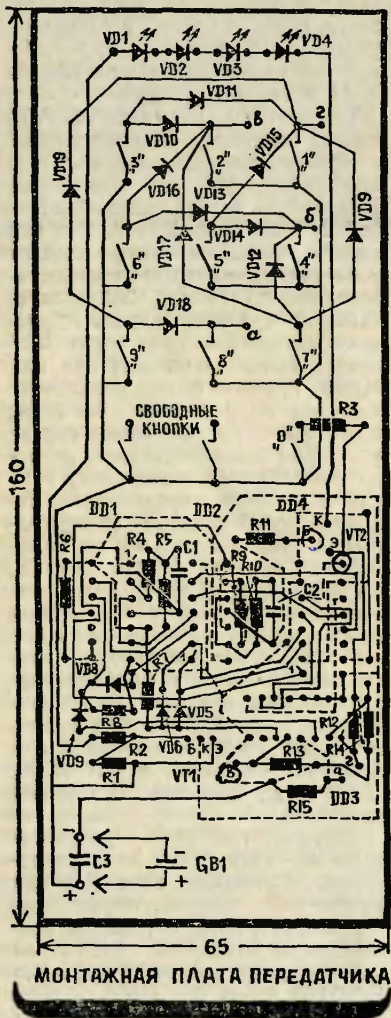 VD1
VD2
VD3
VD4
VD11
VD10
в
г
VD15
VD19
"3"
VD16
"2"
"1"
VD13
б
VD9
"6"
VD17
"5"
VD14
VD12
"4"
VD18
а
"9"
"8"
"7"
160
СВОБОДНЫЕ
КНОПКИ
"0"
R3
DD1
DD2
DD4
R6
R4
R5
C1
R11
К
Б
Э
VT2
R9
R10
C2
1
VD8
R7
1
R8
VD5
R12
VD9
R2
VD6
Б
К
Э
R13
R14
г
R1
VT1
в
а
R15
DD3
-
-
C3
GB1
+
+
65
МОНТАЖНАЯ ПЛАТА ПЕРЕДАТЧИКА